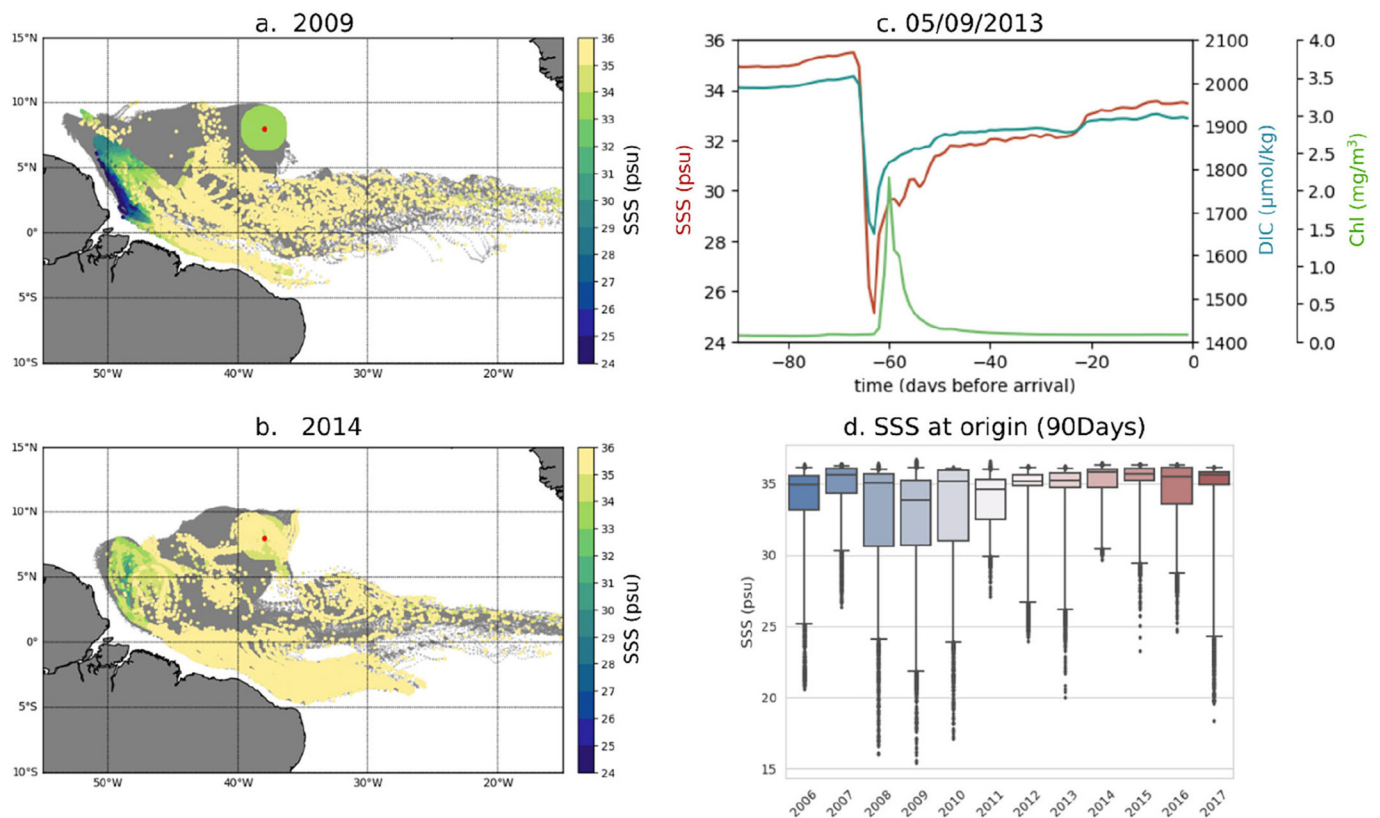 a. 2009
15°N
10°N
5°N
0°
5°S
10°S
50°W
40°W
30°W
20°W
36
35
34
33
32
31
30
29
28
27
26
25
24
SSS (psu)
c. 05/09/2013
36
34
32
30
28
26
24
SSS (psu)
−80
−60
−40
−20
0
time (days before arrival)
2100
2000
1900
1800
1700
1600
1500
1400
DIC (μmol/kg)
4.0
3.5
3.0
2.5
2.0
1.5
1.0
0.5
0.0
Chl (mg/m³)
b. 2014
15°N
10°N
5°N
0°
5°S
10°S
50°W
40°W
30°W
20°W
36
35
34
33
32
31
30
29
28
27
26
25
24
SSS (psu)
d. SSS at origin (90Days)
35
30
25
20
15
SSS (psu)
2006
2007
2008
2009
2010
2011
2012
2013
2014
2015
2016
2017